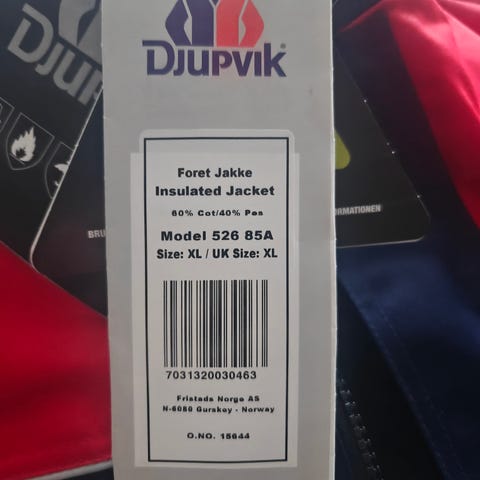 DJUPVIK
DJUP
Foret Jakke
Insulated Jacket
60% Cot/40% Pes
Model 526 85A
Size: XL / UK Size: XL
7031320030463
Fristads Norge AS
N-6080 Gurskøy - Norway
O.NO. 15644
BRU
RMATIONEN